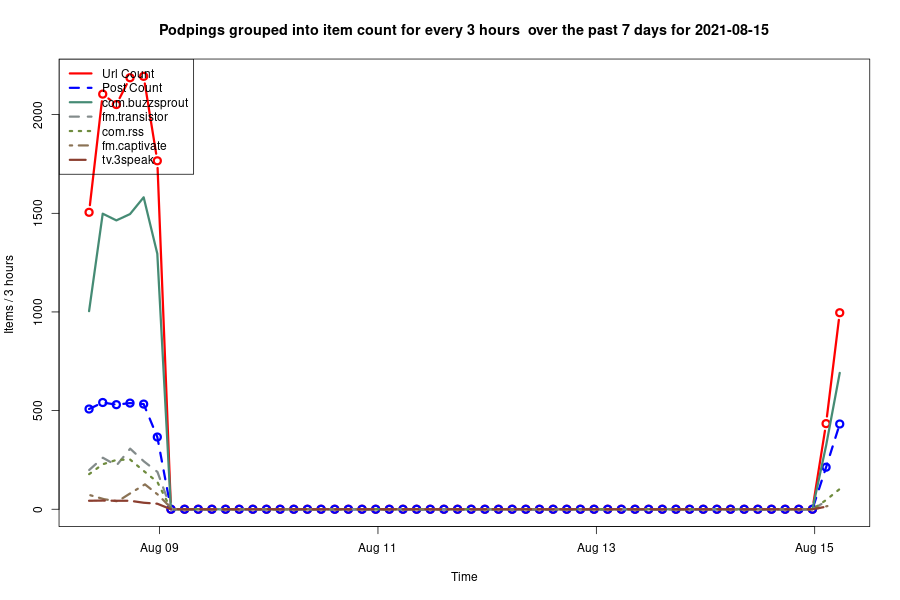 Podpings grouped into item count for every 3 hours  over the past 7 days for 2021-08-15
Url Count
Post Count
com.buzzsprout
fm.transistor
com.rss
fm.captivate
tv.3speak
2000
1500
1000
500
0
Items / 3 hours
Aug 09
Aug 11
Aug 13
Aug 15
Time